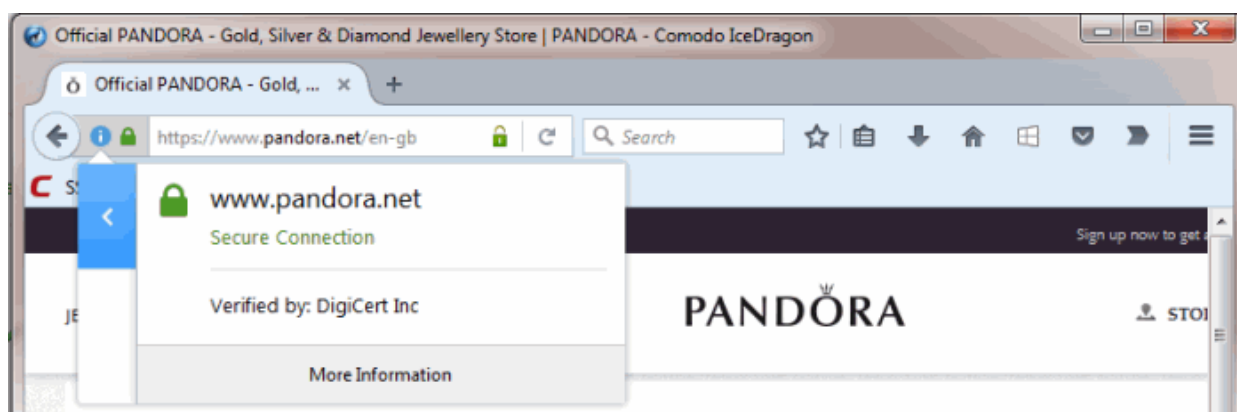 Official PANDORA - Gold, Silver & Diamond Jewellery Store | PANDORA - Comodo IceDragon
Official PANDORA - Gold, ...
https://www.pandora.net/en-gb
Search
www.pandora.net
Secure Connection
Sign up now to get
Verified by: DigiCert Inc
PANDÖRA
More Information